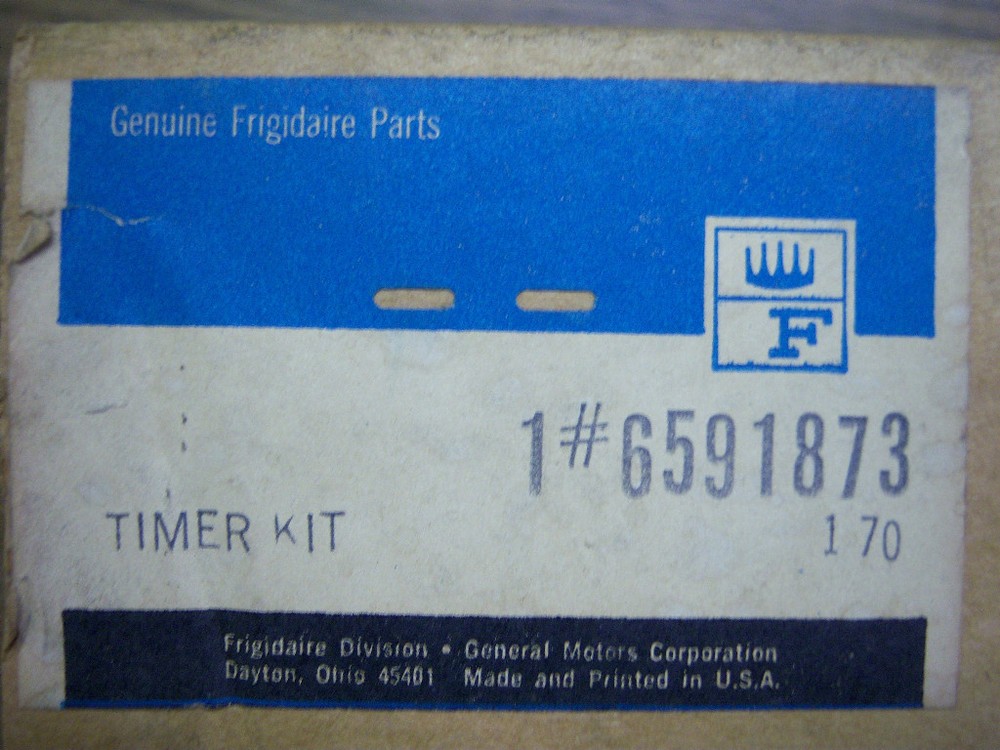 Genuine Frigidaire Parts
F
1#6591873
TIMER KIT
1 70
Frigidaire Division • General Motors Corporation
Dayton, Ohio 45401 Made and Printed in U.S.A.